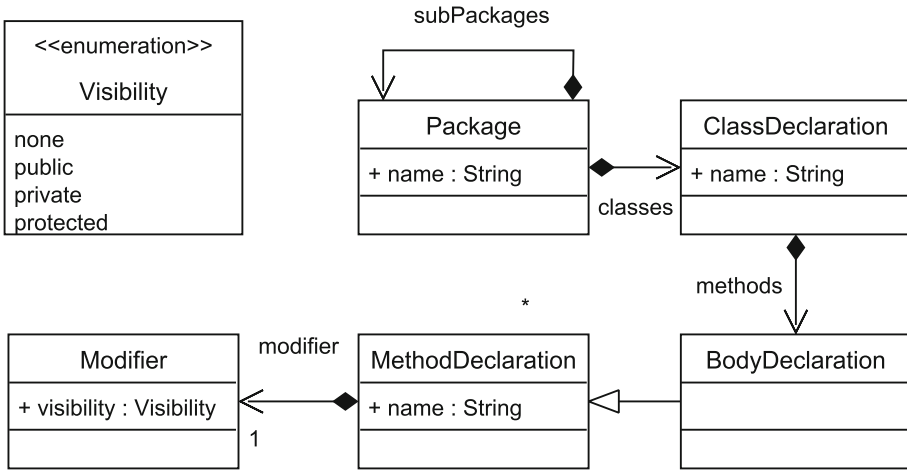 subPackages
<<enumeration>>
Visibility
none
public
private
protected
Package
+ name : String
classes
ClassDeclaration
+ name : String
methods
*
Modifier
+ visibility : Visibility
modifier
1
MethodDeclaration
+ name : String
BodyDeclaration